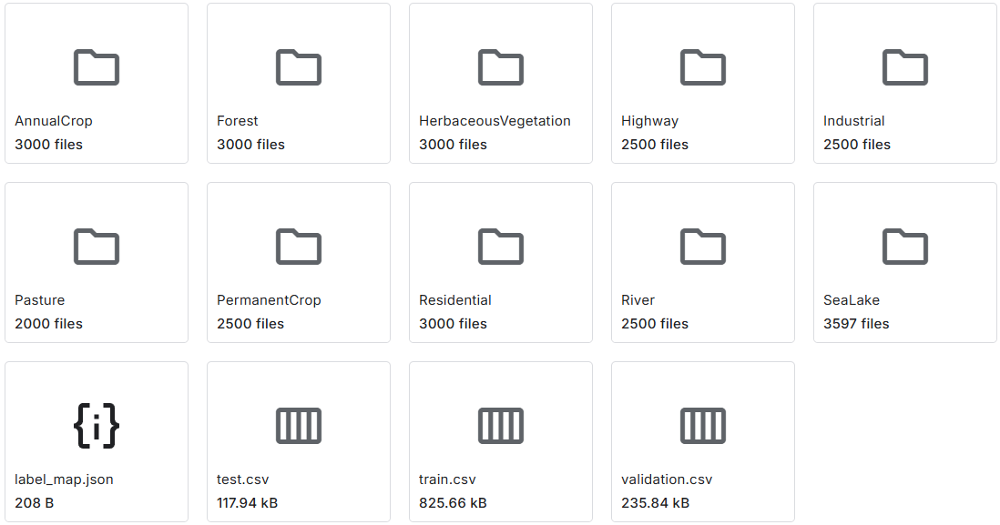 AnnualCrop
3000 files
Forest
3000 files
HerbaceousVegetation
3000 files
Highway
2500 files
Industrial
2500 files
Pasture
2000 files
PermanentCrop
2500 files
Residential
3000 files
River
2500 files
SeaLake
3597 files
{i}
label_map.json
208 B
test.csv
117.94 kB
train.csv
825.66 kB
validation.csv
235.84 kB